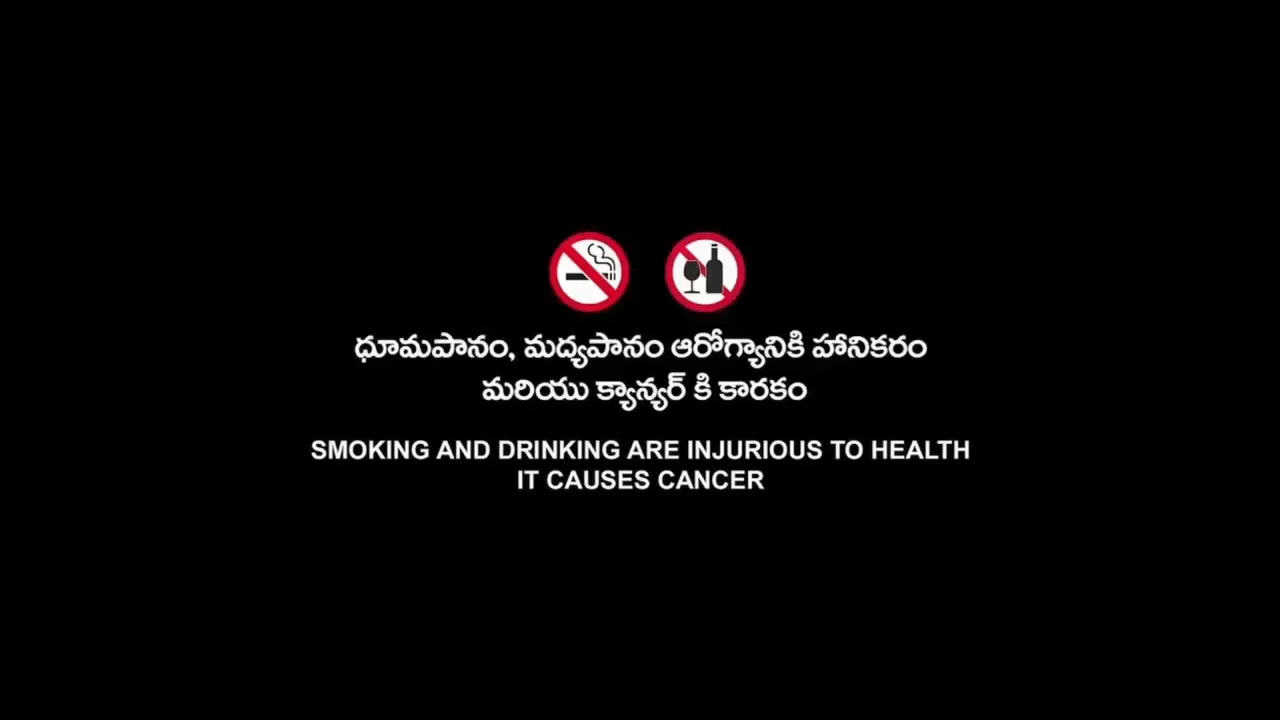 ధూమపానం, మద్యపానం ఆరోగ్యానికి హానికరం
మరియు క్యాన్సర్ కి కారకం
SMOKING AND DRINKING ARE INJURIOUS TO HEALTH
IT CAUSES CANCER